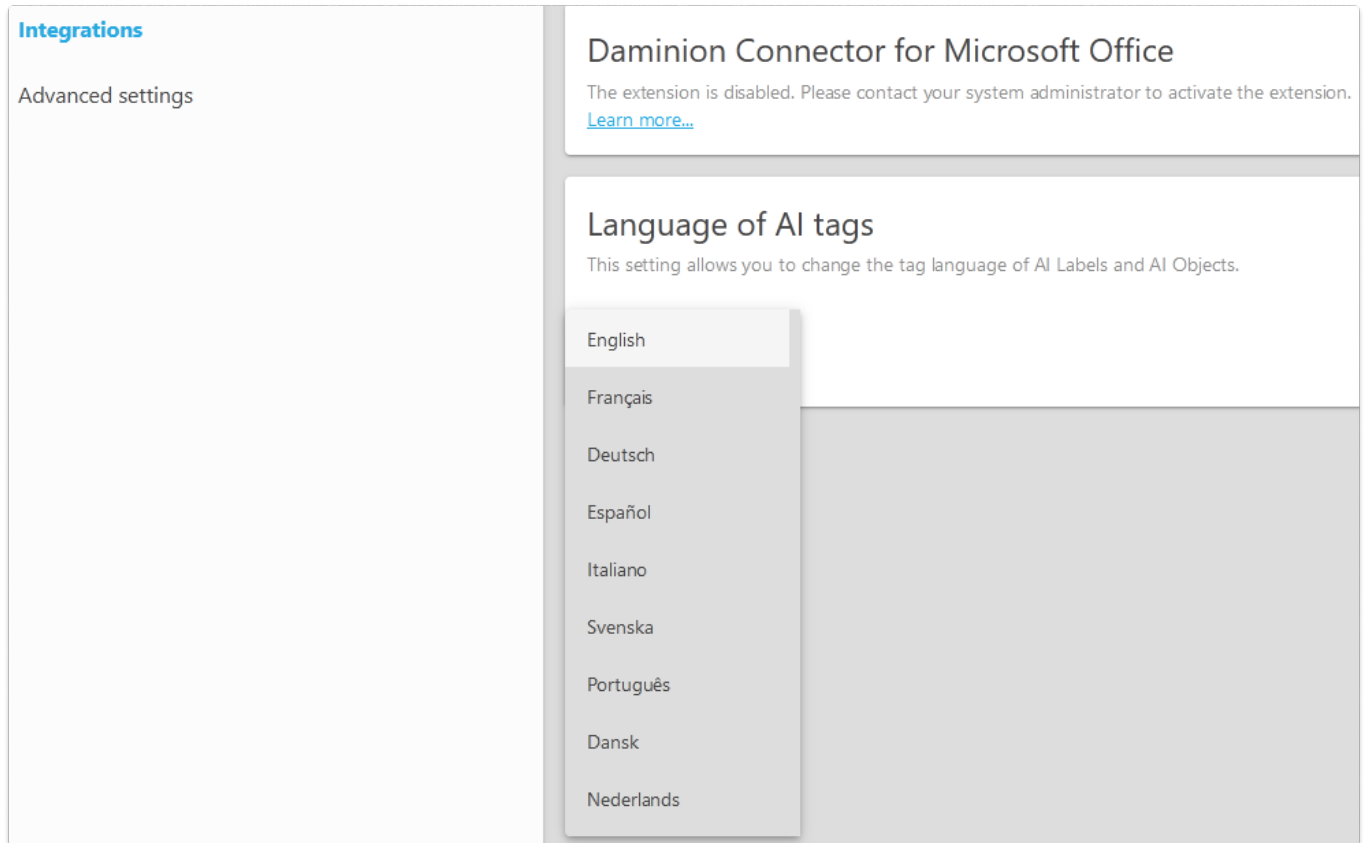 Integrations
Advanced settings
Daminion Connector for Microsoft Office
The extension is disabled. Please contact your system administrator to activate the extension.
Learn more...
Language of AI tags
This setting allows you to change the tag language of AI Labels and AI Objects.
English
Français
Deutsch
Español
Italiano
Svenska
Português
Dansk
Nederlands